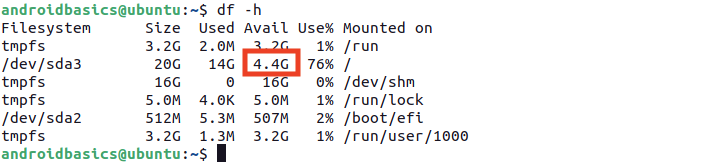 androidbasics@ubuntu:~$ df -h
Filesystem      Size  Used Avail Use% Mounted on
tmpfs           3.2G  2.0M  3.2G   1% /run
/dev/sda3        20G   14G  4.4G  76% /
tmpfs            16G     0   16G   0% /dev/shm
tmpfs           5.0M  4.0K  5.0M   1% /run/lock
/dev/sda2       512M  5.3M  507M   2% /boot/efi
tmpfs           3.2G  1.3M  3.2G   1% /run/user/1000
androidbasics@ubuntu:~$